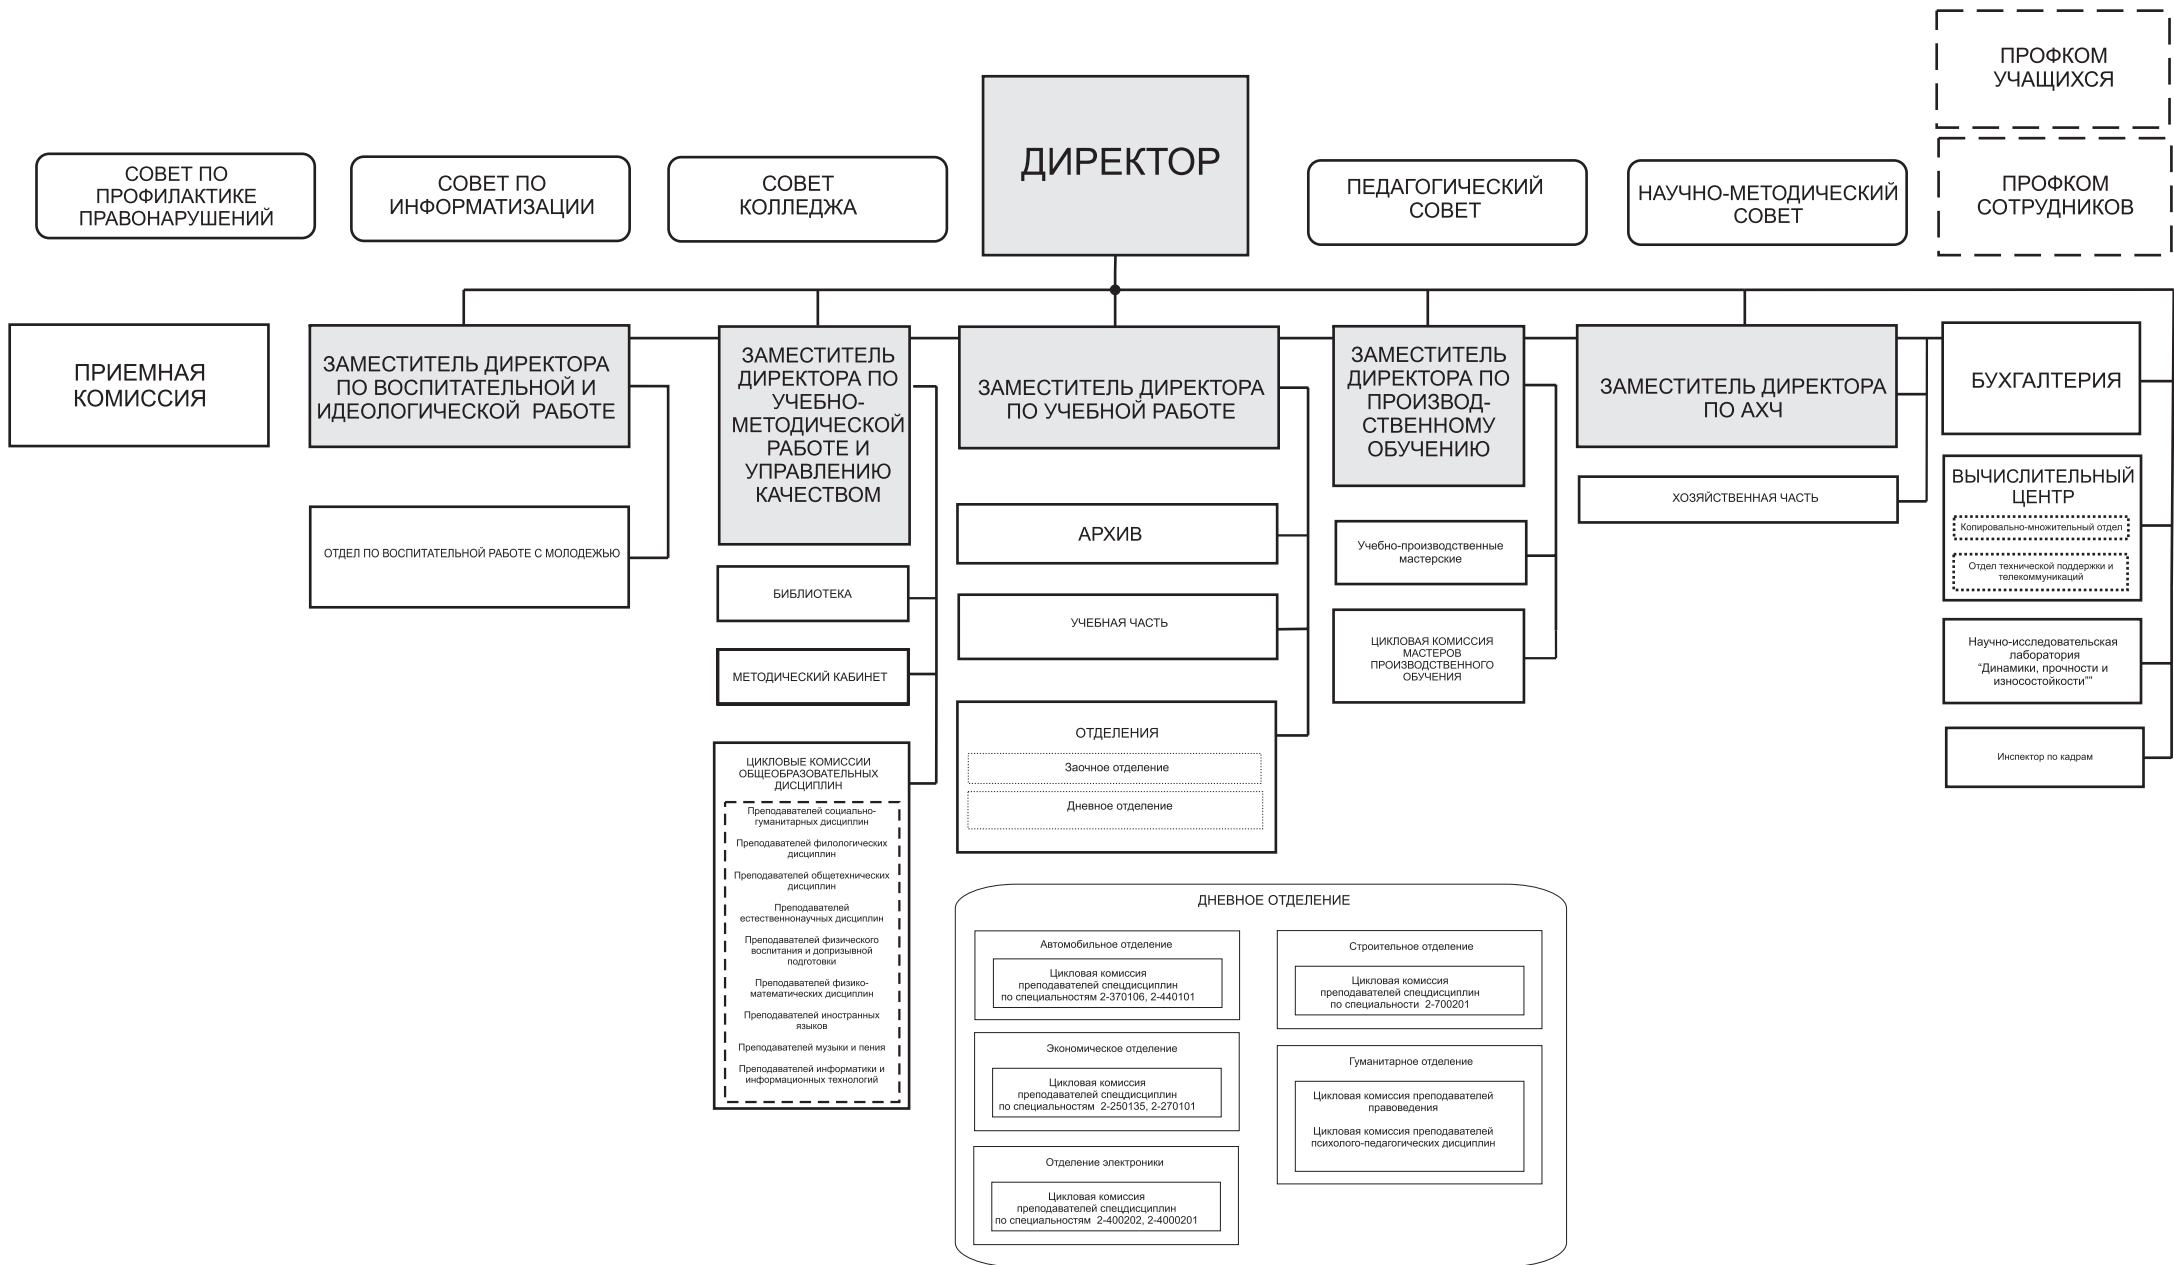 ПРОФКОМ
УЧАЩИХСЯ
ДИРЕКТОР
СОВЕТ ПО
ПРОФИЛАКТИКЕ
ПРАВОНАРУШЕНИЙ
СОВЕТ ПО
ИНФОРМАТИЗАЦИИ
СОВЕТ
КОЛЛЕДЖА
ПЕДАГОГИЧЕСКИЙ
СОВЕТ
НАУЧНО-МЕТОДИЧЕСКИЙ
СОВЕТ
ПРОФКОМ
СОТРУДНИКОВ
ПРИЕМНАЯ
КОМИССИЯ
ЗАМЕСТИТЕЛЬ ДИРЕКТОРА
ПО ВОСПИТАТЕЛЬНОЙ И
ИДЕОЛОГИЧЕСКОЙ РАБОТЕ
ОТДЕЛ ПО ВОСПИТАТЕЛЬНОЙ РАБОТЕ С МОЛОДЕЖЬЮ
ЗАМЕСТИТЕЛЬ
ДИРЕКТОРА ПО
УЧЕБНО-
МЕТОДИЧЕСКОЙ
РАБОТЕ И
УПРАВЛЕНИЮ
КАЧЕСТВОМ
БИБЛИОТЕКА
МЕТОДИЧЕСКИЙ КАБИНЕТ
ЦИКЛОВЫЕ КОМИССИИ
ОБЩЕОБРАЗОВАТЕЛЬНЫХ
ДИСЦИПЛИН
Преподавателей социально-
гуманитарных дисциплин
Преподавателей филологических
дисциплин
Преподавателей общетехнических
дисциплин
Преподавателей
естественнонаучных дисциплин
Преподавателей физического
воспитания и допризывной
подготовки
Преподавателей физико-
математических дисциплин
Преподавателей иностранных
языков
Преподавателей музыки и пения
Преподавателей информатики и
информационных технологий
ЗАМЕСТИТЕЛЬ ДИРЕКТОРА
ПО УЧЕБНОЙ РАБОТЕ
АРХИВ
УЧЕБНАЯ ЧАСТЬ
ОТДЕЛЕНИЯ
Заочное отделение
Дневное отделение
ЗАМЕСТИТЕЛЬ
ДИРЕКТОРА ПО
ПРОИЗВОД-
СТВЕННОМУ
ОБУЧЕНИЮ
Учебно-производственные
мастерские
ЦИКЛОВАЯ КОМИССИЯ
МАСТЕРОВ
ПРОИЗВОДСТВЕННОГО
ОБУЧЕНИЯ
ЗАМЕСТИТЕЛЬ ДИРЕКТОРА
ПО АХЧ
ХОЗЯЙСТВЕННАЯ ЧАСТЬ
БУХГАЛТЕРИЯ
ВЫЧИСЛИТЕЛЬНЫЙ
ЦЕНТР
Копировально-множительный отдел
Отдел технической поддержки и
телекоммуникаций
Научно-исследовательская
лаборатория
“Динамики, прочности и
износостойкости””
Инспектор по кадрам
ДНЕВНОЕ ОТДЕЛЕНИЕ
Автомобильное отделение
Цикловая комиссия
преподавателей спецдисциплин
по специальностям 2-370106, 2-440101
Экономическое отделение
Цикловая комиссия
преподавателей спецдисциплин
по специальностям 2-250135, 2-270101
Отделение электроники
Цикловая комиссия
преподавателей спецдисциплин
по специальностям 2-400202, 2-4000201
Строительное отделение
Цикловая комиссия
преподавателей спецдисциплин
по специальности 2-700201
Гуманитарное отделение
Цикловая комиссия преподавателей
правоведения
Цикловая комиссия преподавателей
психолого-педагогических дисциплин